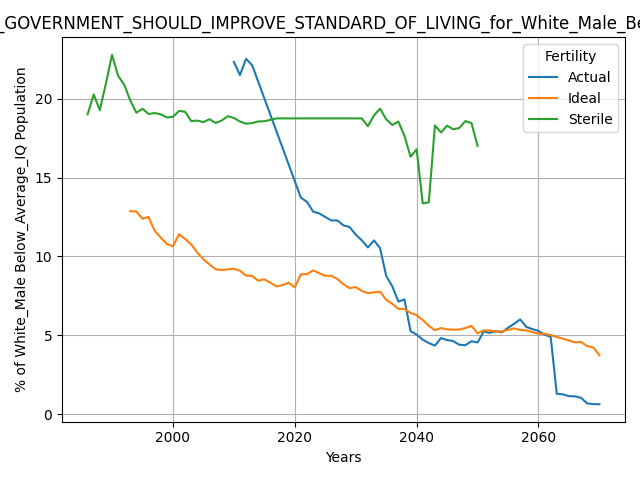 _GOVERNMENT_SHOULD_IMPROVE_STANDARD_OF_LIVING_for_White_Male_Be
Fertility
Actual
Ideal
Sterile
% of White_Male Below_Average_IQ Population
20
15
10
5
0
2000 2020 2040 2060
Years